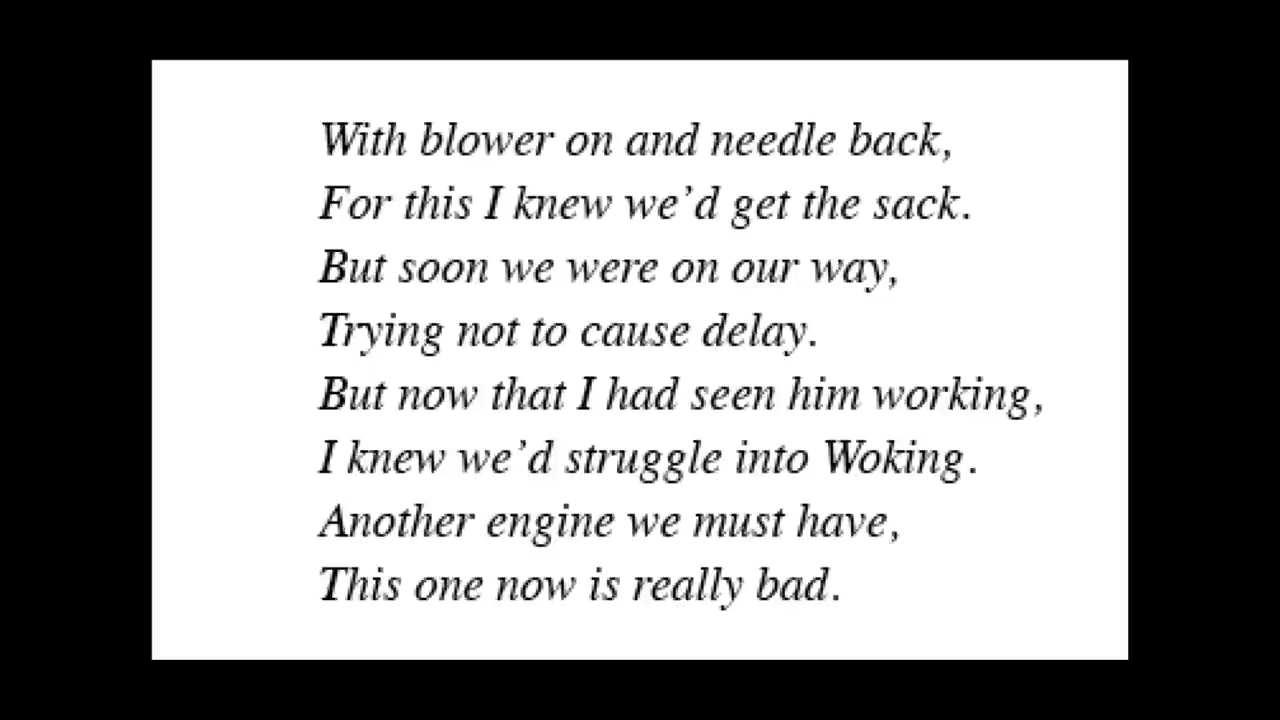 With blower on and needle back,
For this I knew we’d get the sack.
But soon we were on our way,
Trying not to cause delay.
But now that I had seen him working,
I knew we’d struggle into Woking.
Another engine we must have,
This one now is really bad.